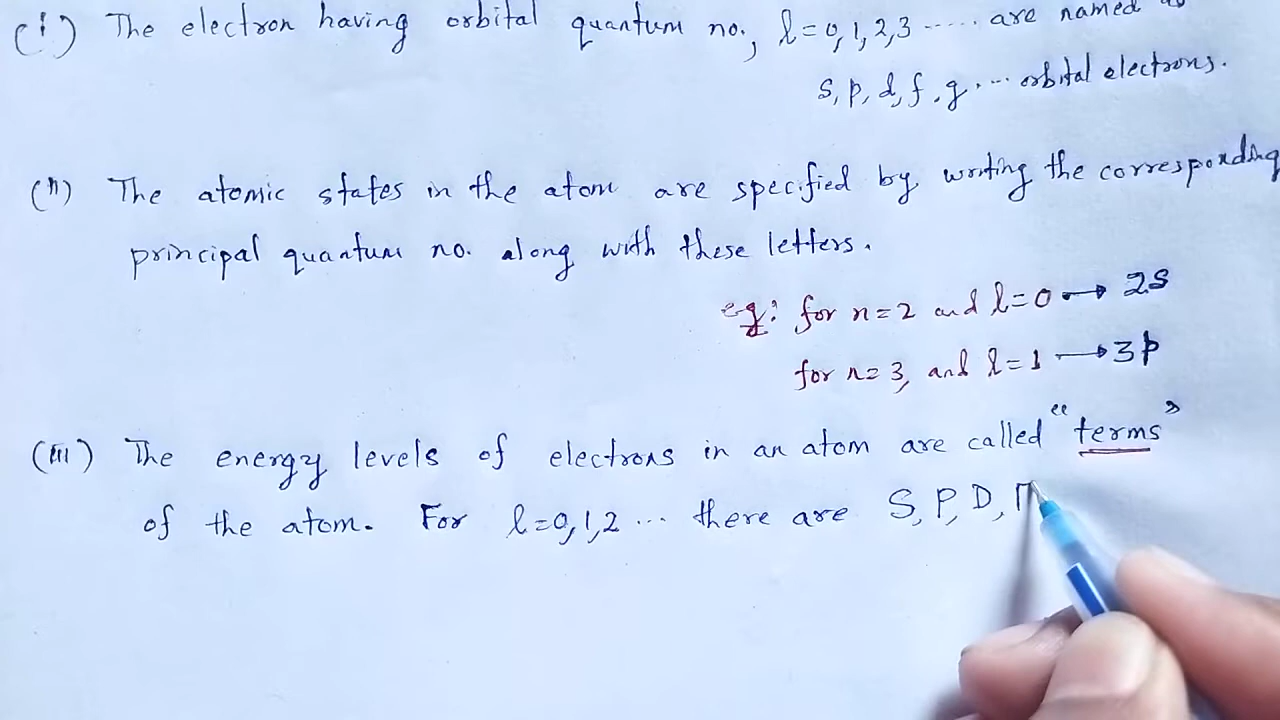 (i) The electron having orbital quantum no., l=0,1,2,3 ..... are named as
s, p, d, f, g .... orbital electrons.
(ii) The atomic states in the atom are specified by writing the corresponding
principal quantum no. along with these letters.
eg: for n=2 and l=0 → 2s
for n=3, and l=1 → 3p
(iii) The energy levels of electrons in an atom are called "terms"
of the atom. For l=0,1,2 ... there are S, P, D,